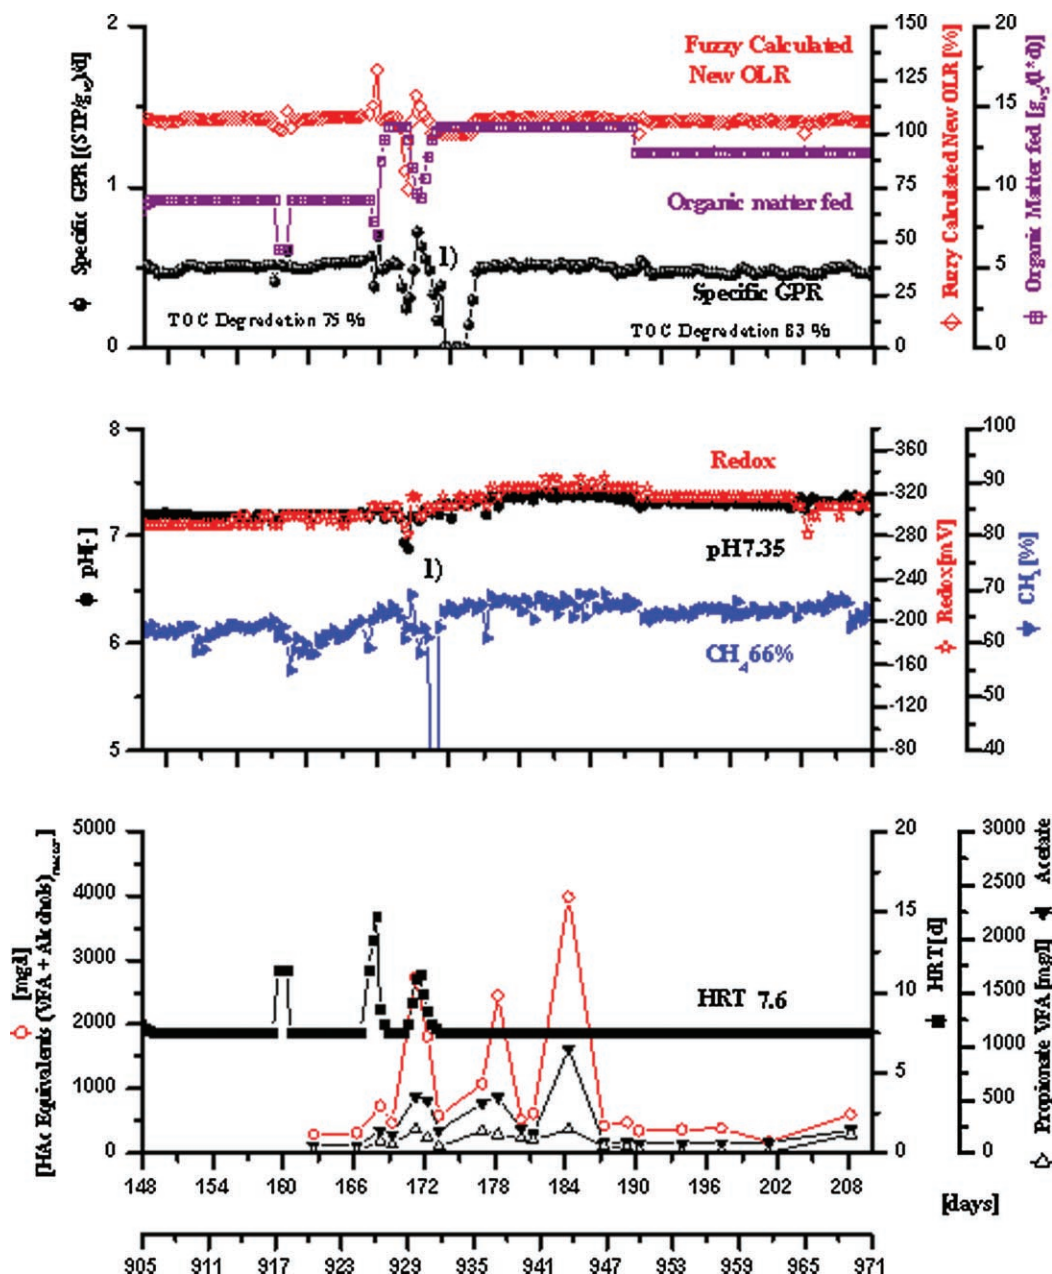 2
1
0
Specific GPR [(STP/g_vs)/d]
Fuzzy Calculated
New OLR
Organic matter fed
1)
Specific GPR
TOC Degradation 75 %
TOC Degradation 83 %
150
125
100
75
50
25
0
Fuzzy Calculated New OLR [%]
20
15
10
5
0
Organic Matter fed [g_vs/(l*d)]
8
7
6
5
pH[-]
Redox
pH7.35
1)
CH4 66%
-360
-320
-280
-240
-200
-160
-120
-80
Redox[mV]
100
90
80
70
60
50
40
CH4 [%]
5000
4000
3000
2000
1000
0
[mg/l]
[HAc Equivalents (VFA + Alcohols)
HRT 7.6
20
15
10
5
0
HRT[d]
3000
2500
2000
1500
1000
500
0
Propionate VFA [mg/l]
Acetate
148 154 160 166 172 178 184 190 196 202 208
[days]
905 911 917 923 929 935 941 947 953 959 965 971